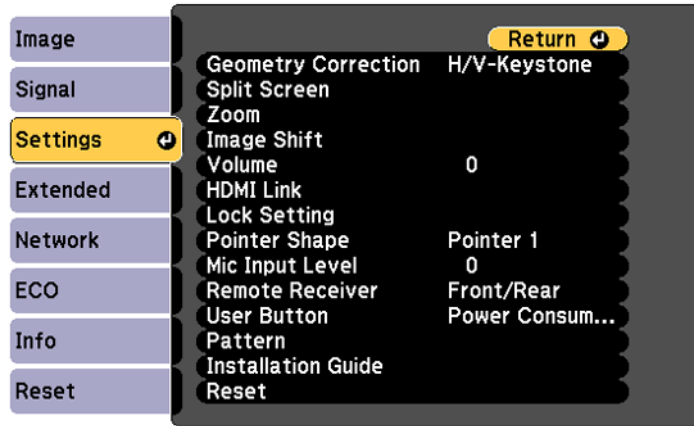 Image
Signal
Settings
Extended
Network
ECO
Info
Reset
Return
Geometry Correction H/V-Keystone
Split Screen
Zoom
Image Shift
Volume 0
HDMI Link
Lock Setting
Pointer Shape Pointer 1
Mic Input Level 0
Remote Receiver Front/Rear
User Button Power Consum...
Pattern
Installation Guide
Reset